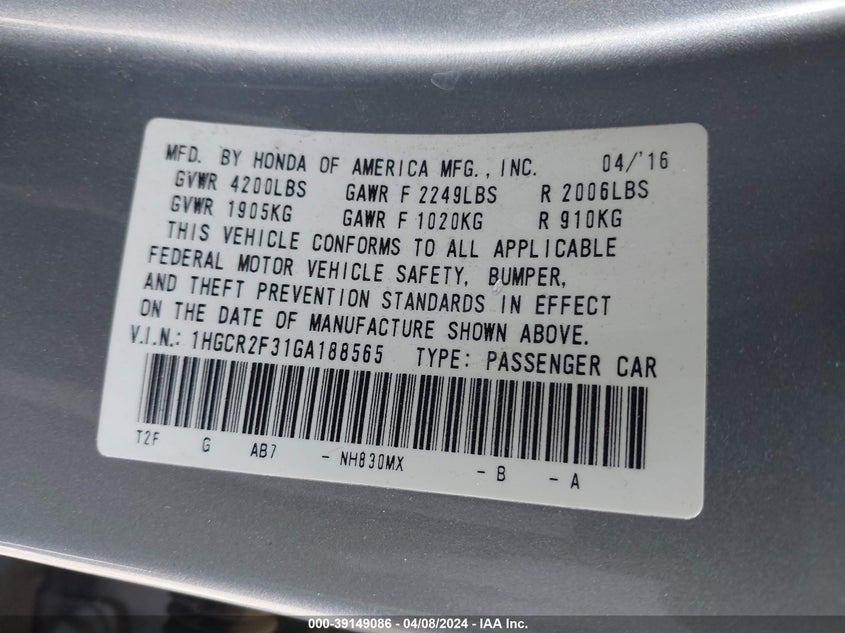 MFD. BY HONDA OF AMERICA MFG., INC. 04/'16
GVWR 4200LBS GAWR F 2249LBS R 2006LBS
GVWR 1905KG GAWR F 1020KG R 910KG
THIS VEHICLE CONFORMS TO ALL APPLICABLE
FEDERAL MOTOR VEHICLE SAFETY, BUMPER,
AND THEFT PREVENTION STANDARDS IN EFFECT
ON THE DATE OF MANUFACTURE SHOWN ABOVE.
V.I.N.: 1HGCR2F31GA188565 TYPE: PASSENGER CAR
T2F G AB7 - NH830MX - B - A
000-39149086 - 04/08/2024 - IAA Inc.